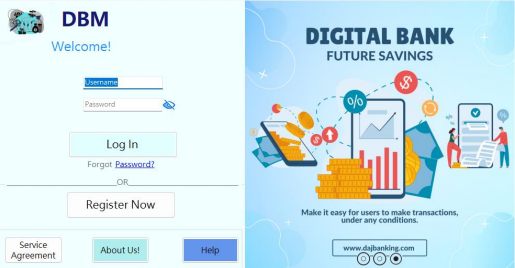 DBM
Welcome!
Username
Password
Log In
Forgot Password?
OR
Register Now
Service
Agreement
About Us!
Help
DIGITAL BANK
FUTURE SAVINGS
%
$
$
Make it easy for users to make transactions,
under any conditions.
www.dajbanking.com